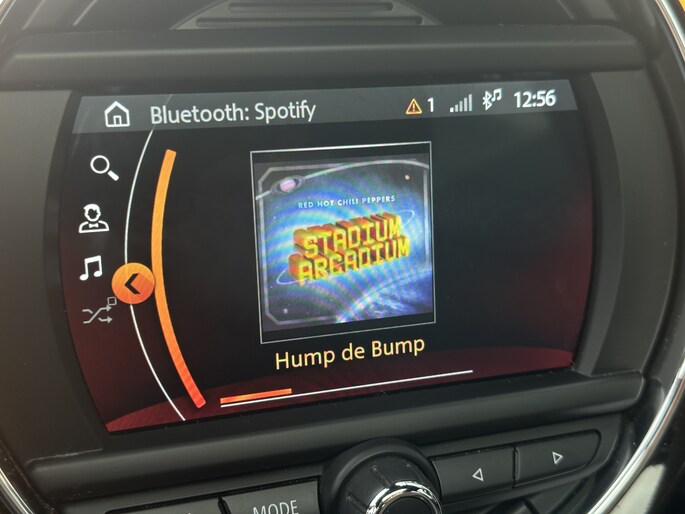 Bluetooth: Spotify
1
12:56
RED HOT CHILI PEPPERS
STADIUM
ARCADIUM
Hump de Bump
MODE